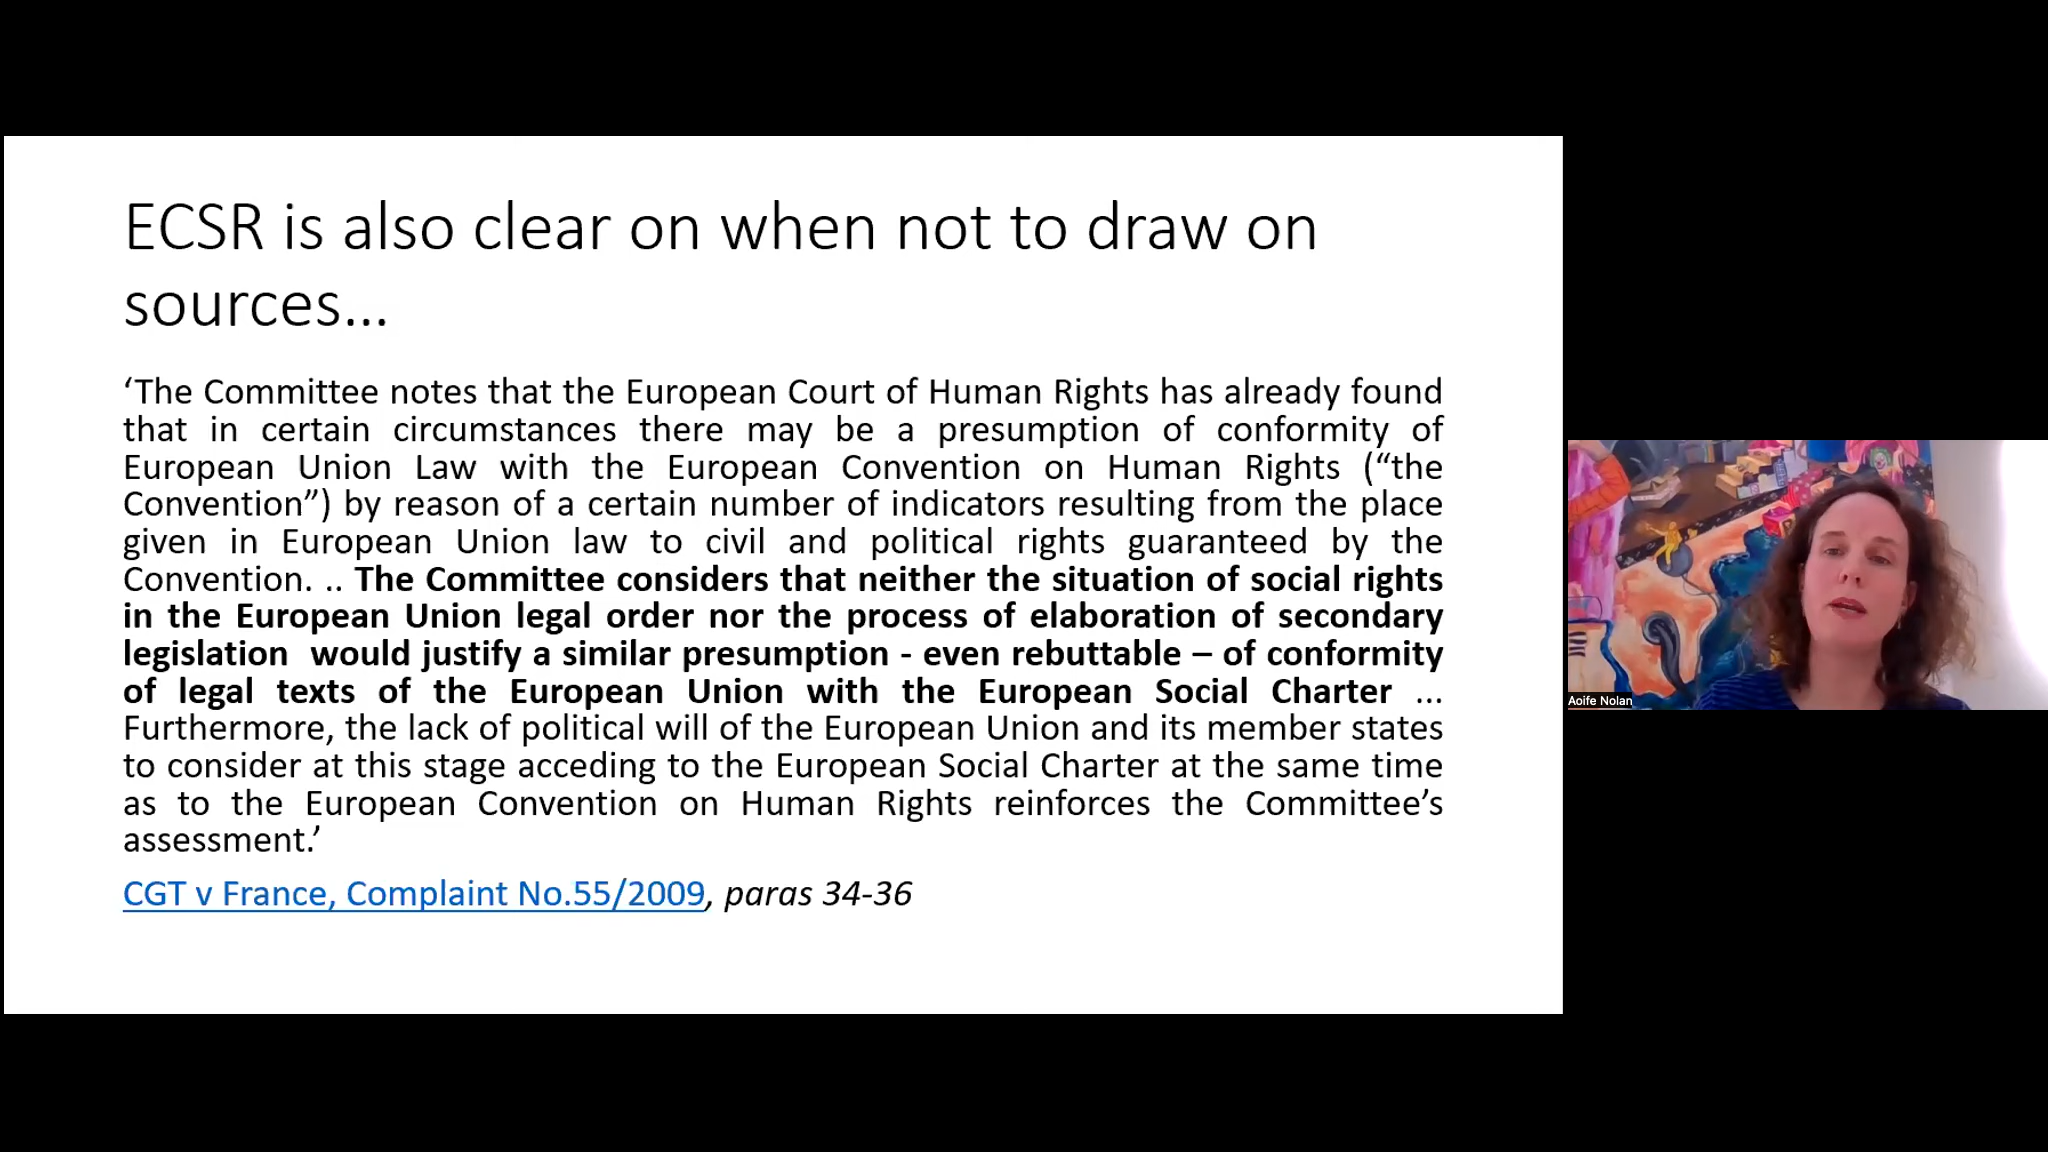 ECSR is also clear on when not to draw on
sources...
‘The Committee notes that the European Court of Human Rights has already found
that in certain circumstances there may be a presumption of conformity of
European Union Law with the European Convention on Human Rights (“the
Convention”) by reason of a certain number of indicators resulting from the place
given in European Union law to civil and political rights guaranteed by the
Convention. .. The Committee considers that neither the situation of social rights
in the European Union legal order nor the process of elaboration of secondary
legislation  would justify a similar presumption - even rebuttable – of conformity
of legal texts of the European Union with the European Social Charter ...
Furthermore, the lack of political will of the European Union and its member states
to consider at this stage acceding to the European Social Charter at the same time
as to the European Convention on Human Rights reinforces the Committee’s
assessment.’
CGT v France, Complaint No.55/2009, paras 34-36
Aoife Nolan